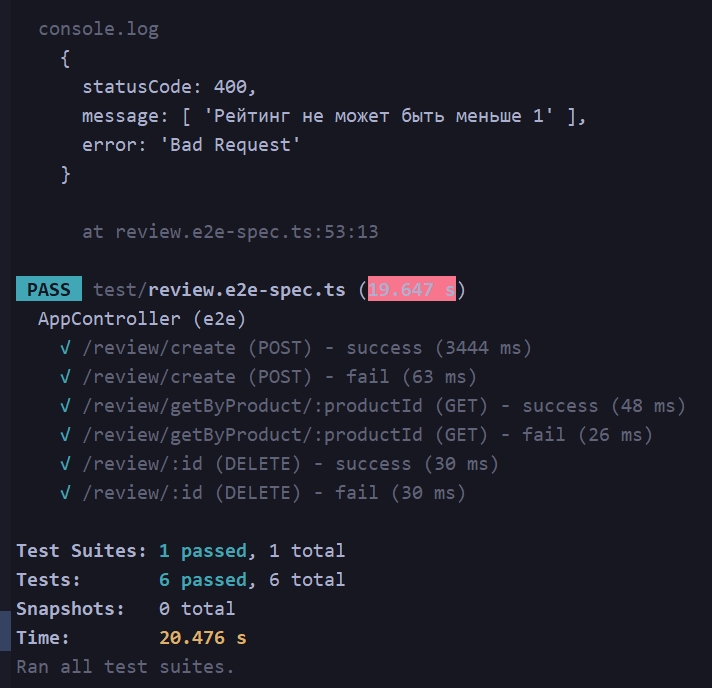 console.log
{
statusCode: 400,
message: [ 'Рейтинг не может быть меньше 1' ],
error: 'Bad Request'
}
at review.e2e-spec.ts:53:13
PASS test/review.e2e-spec.ts (19.647 s)
AppController (e2e)
√ /review/create (POST) - success (3444 ms)
√ /review/create (POST) - fail (63 ms)
√ /review/getByProduct/:productId (GET) - success (48 ms)
√ /review/getByProduct/:productId (GET) - fail (26 ms)
√ /review/:id (DELETE) - success (30 ms)
√ /review/:id (DELETE) - fail (30 ms)
Test Suites: 1 passed, 1 total
Tests: 6 passed, 6 total
Snapshots: 0 total
Time: 20.476 s
Ran all test suites.